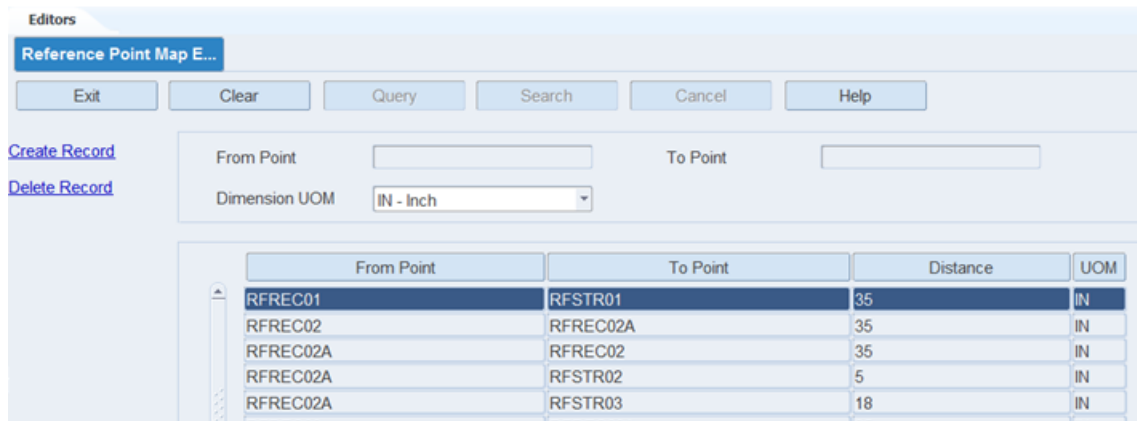 Editors
Reference Point Map E...
Exit Clear Query Search Cancel Help
Create Record
From Point To Point
Delete Record
Dimension UOM IN - Inch
From Point To Point Distance UOM
RFREC01 RFSTR01 35 IN
RFREC02 RFREC02A 35 IN
RFREC02A RFREC02 35 IN
RFREC02A RFSTR02 5 IN
RFREC02A RFSTR03 18 IN